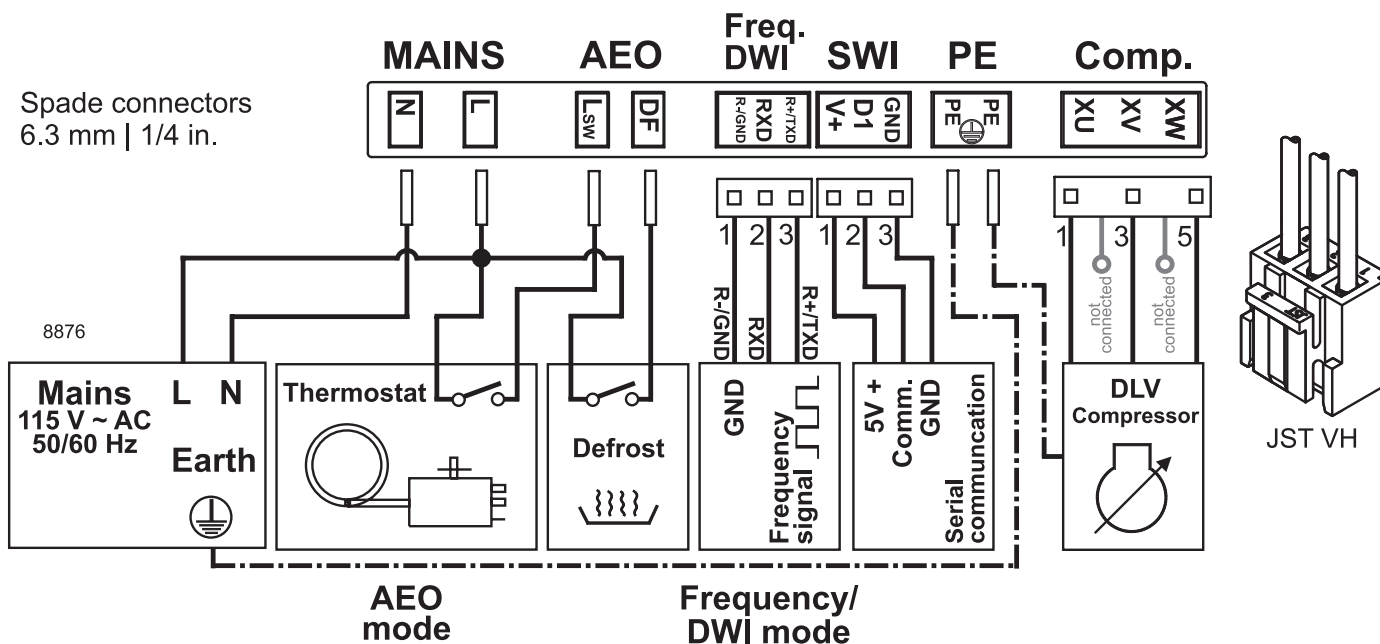 Spade connectors
6.3 mm | 1/4 in.
MAINS
AEO
Freq.
DWI
SWI
PE
Comp.
N
L
Lsw
DF
R-/GND
RXD
R+/TXD
V+
D1
GND
PE
PE
XU
XV
XW
1
2
3
1
2
3
1
3
5
not
connected
not
connected
R-/GND
RXD
R+/TXD
8876
Mains
115 V ~ AC
50/60 Hz
L
N
Earth
Thermostat
Defrost
GND
Frequency
signal
5V +
Comm.
GND
Serial
communcation
DLV
Compressor
JST VH
AEO
mode
Frequency/
DWI mode